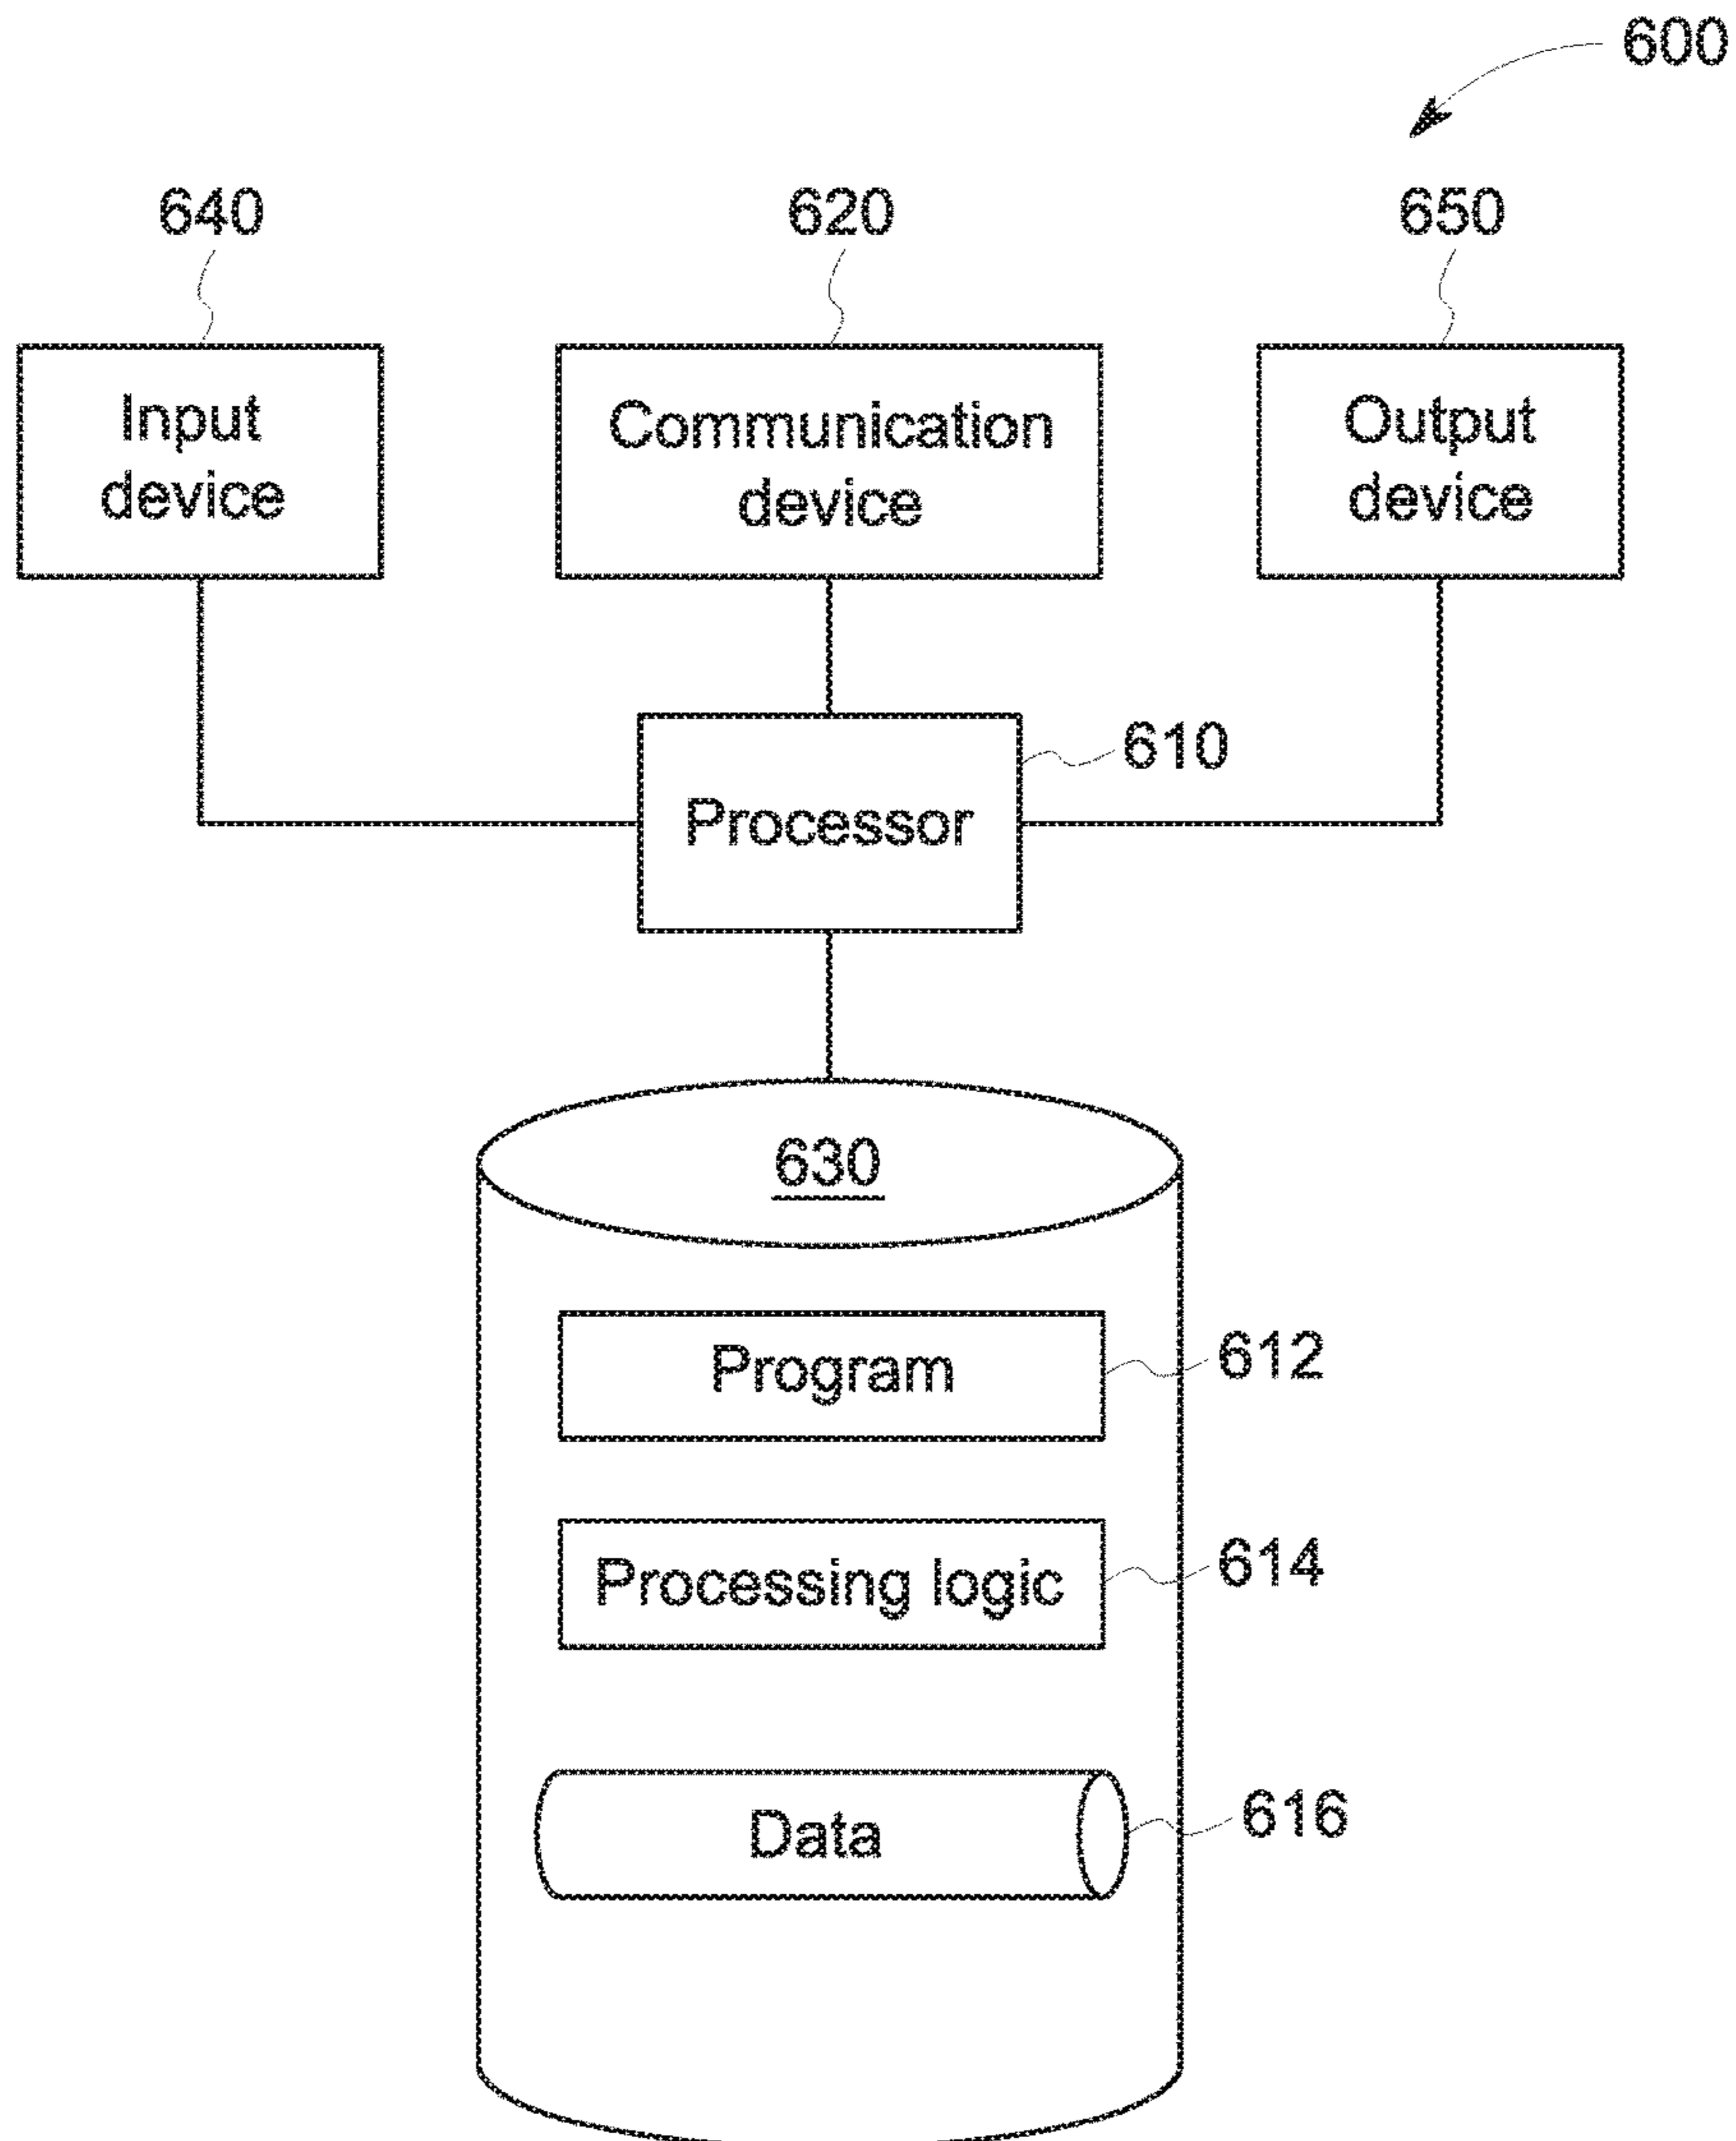 600
640
620
650
Input
device
Communication
device
Output
device
610
Processor
630
Program
612
Processing logic
614
Data
616